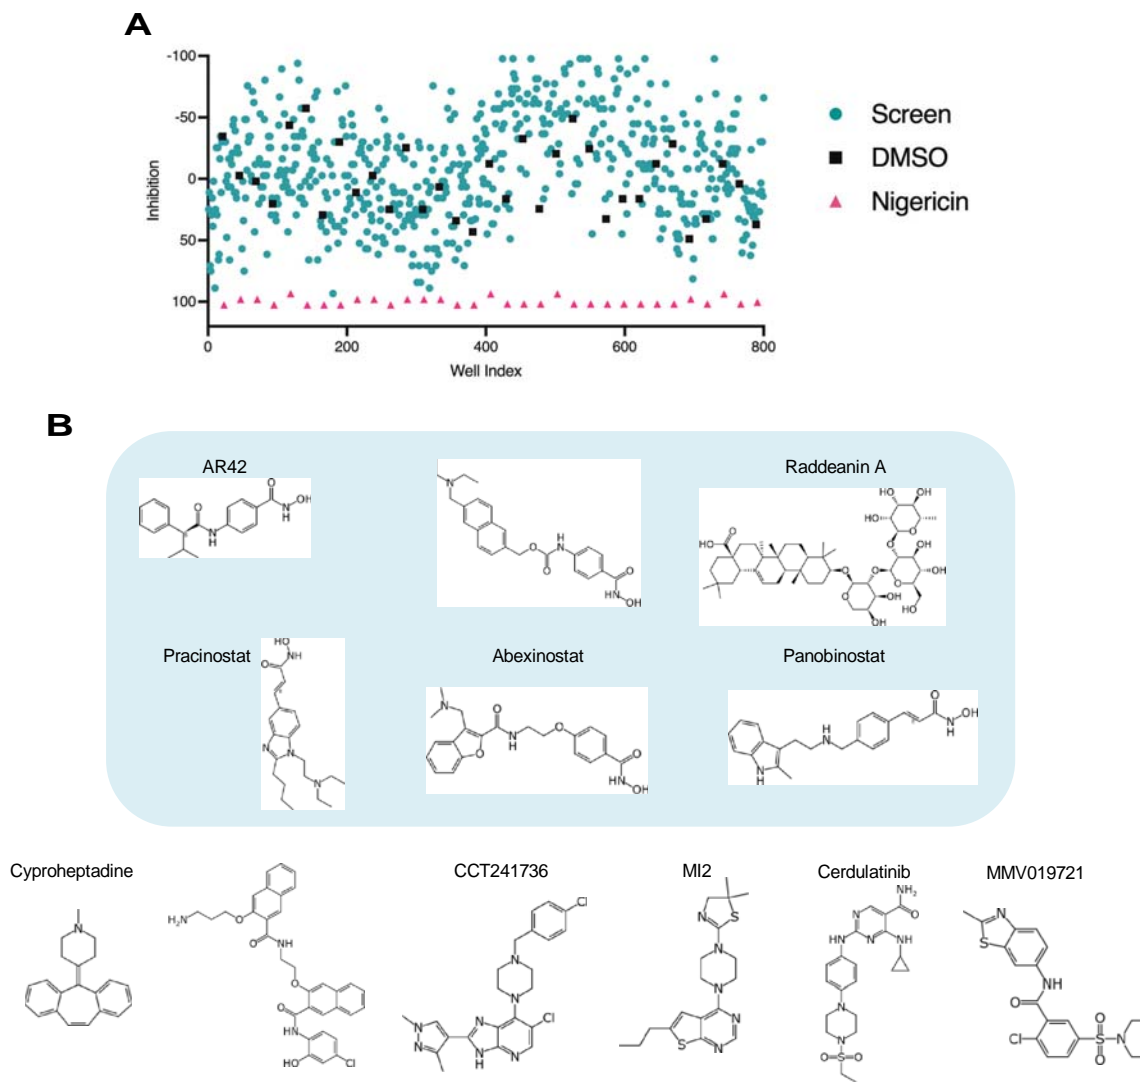 A
-100
-50
0
50
100
Inhibition
0 200 400 600 800
Well Index
Screen
DMSO
Nigericin
B
AR42
Raddeanin A
Pracinostat
Abexinostat
Panobinostat
Cyproheptadine
CCT241736
MI2
Cerdulatinib
MMV019721